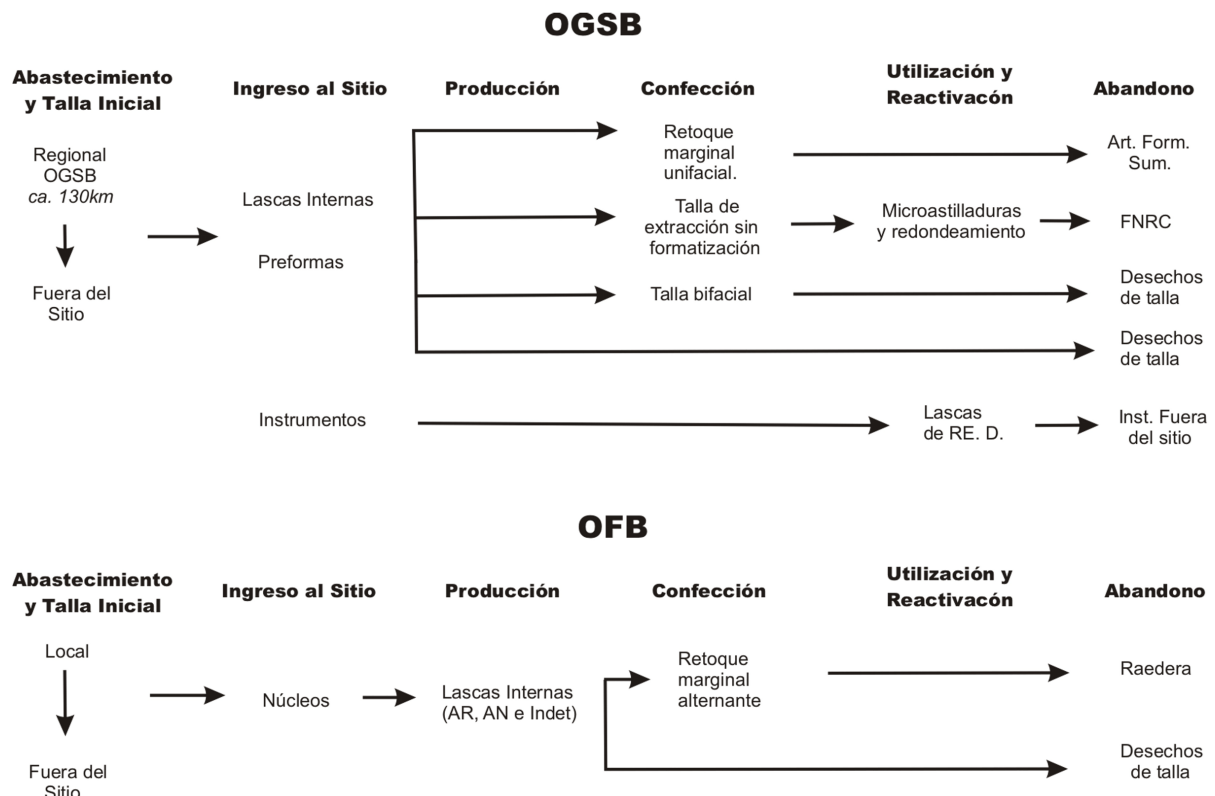 OGSB
Abastecimiento
y Talla Inicial
Ingreso al Sitio
Producción
Confección
Utilización y
Reactivacón
Abandono
Regional
OGSB
ca. 130km
Fuera del
Sitio
Lascas Internas
Preformas
Retoque
marginal
unifacial.
Art. Form.
Sum.
Talla de
extracción sin
formatización
Microastilladuras
y redondeamiento
FNRC
Talla bifacial
Desechos
de talla
Desechos
de talla
Instrumentos
Lascas
de RE. D.
Inst. Fuera
del sitio
OFB
Abastecimiento
y Talla Inicial
Ingreso al Sitio
Producción
Confección
Utilización y
Reactivacón
Abandono
Local
Fuera del
Sitio
Núcleos
Lascas Internas
(AR, AN e Indet)
Retoque
marginal
alternante
Raedera
Desechos
de talla